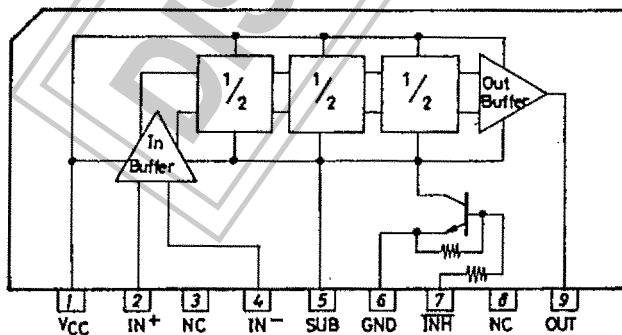 DIS
1/2 1/2 1/2 Out Buffer
In Buffer
1 2 3 4 5 6 7 8 9
VCC IN+ NC IN- SUB GND INH NC OUT